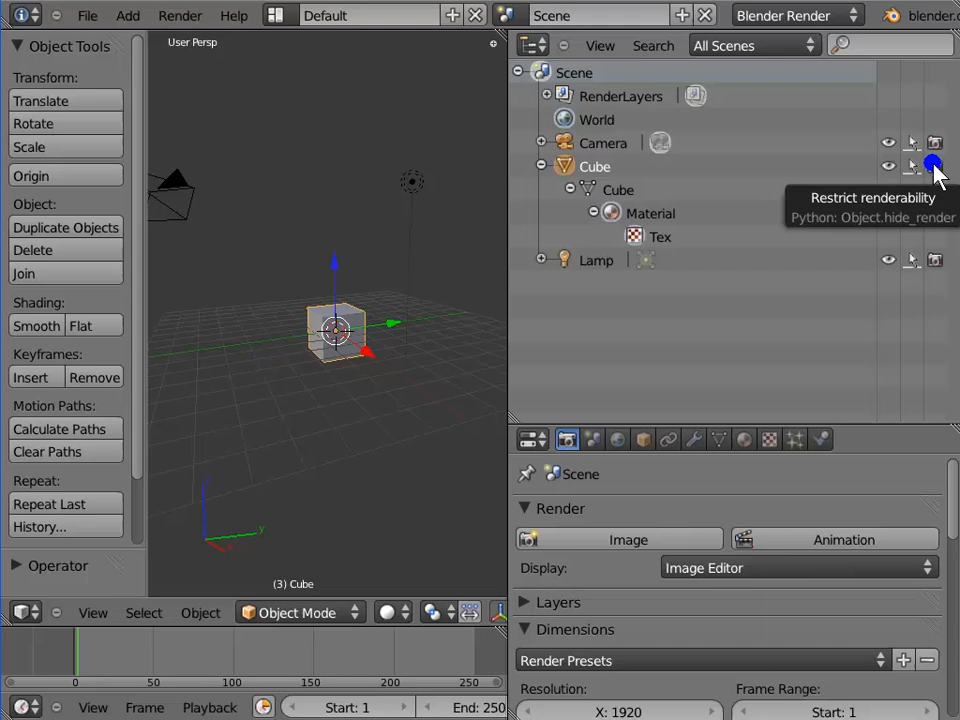 File Add Render Help Default Scene Blender Render
Object Tools
Transform:
Translate
Rotate
Scale
Origin
Object:
Duplicate Objects
Delete
Join
Shading:
Smooth Flat
Keyframes:
Insert Remove
Motion Paths:
Calculate Paths
Clear Paths
Repeat:
Repeat Last
History...
Operator
User Persp
z
y
x
(3) Cube
View Select Object Object Mode
0 50 100 150 200 250
View Frame Playback Start: 1 End: 250
View Search All Scenes
Scene
RenderLayers
World
Camera
Cube
Cube
Material
Tex
Lamp
Restrict renderability
Python: Object.hide_render
Scene
Render
Image Animation
Display: Image Editor
Layers
Dimensions
Render Presets
Resolution: Frame Range:
X: 1920 Start: 1